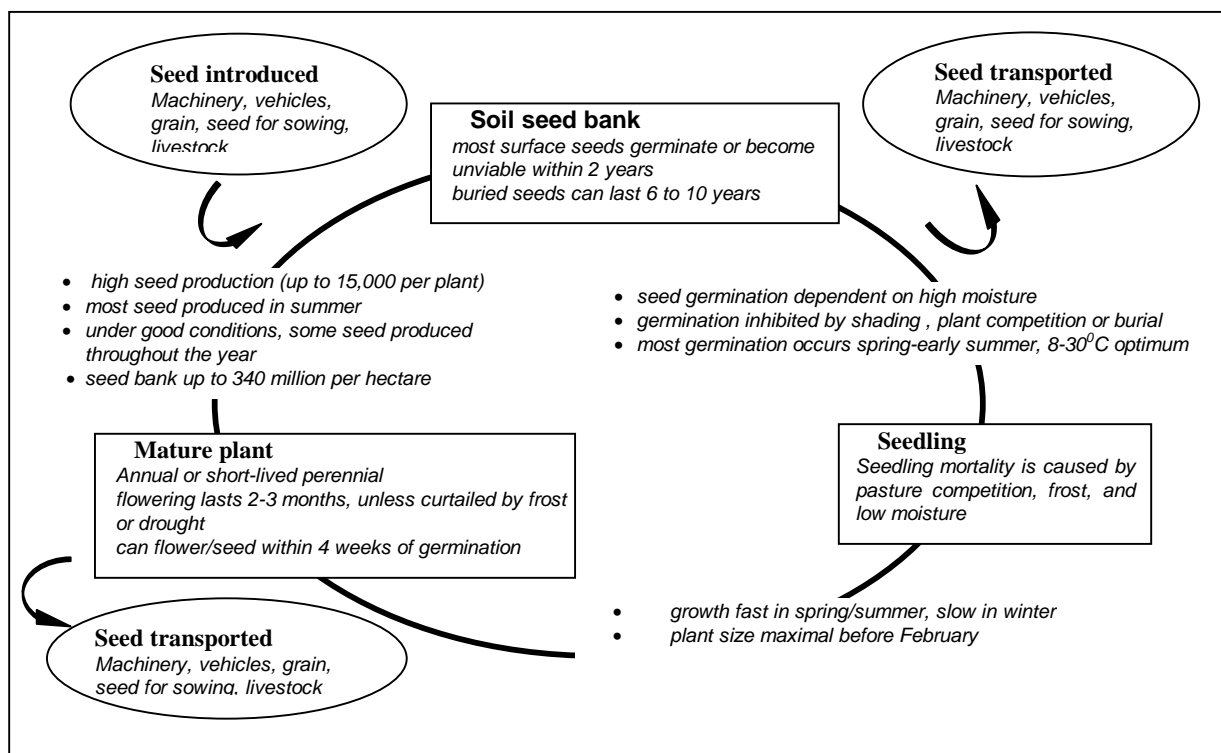 Seed introduced
Machinery, vehicles,
grain, seed for sowing,
livestock
Soil seed bank
most surface seeds germinate or become
unviable within 2 years
buried seeds can last 6 to 10 years
Seed transported
Machinery, vehicles,
grain, seed for sowing,
livestock
• high seed production (up to 15,000 per plant)
• most seed produced in summer
• under good conditions, some seed produced
throughout the year
• seed bank up to 340 million per hectare
• seed germination dependent on high moisture
• germination inhibited by shading , plant competition or burial
• most germination occurs spring-early summer, 8-30⁰C optimum
Mature plant
Annual or short-lived perennial
flowering lasts 2-3 months, unless curtailed by frost
or drought
can flower/seed within 4 weeks of germination
Seedling
Seedling mortality is caused by
pasture competition, frost, and
low moisture
• growth fast in spring/summer, slow in winter
• plant size maximal before February
Seed transported
Machinery, vehicles, grain,
seed for sowing, livestock